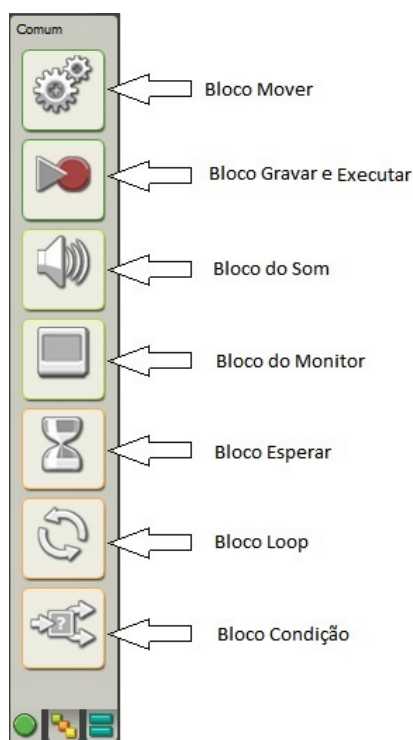 Comum
Bloco Mover
Bloco Gravar e Executar
Bloco do Som
Bloco do Monitor
Bloco Esperar
Bloco Loop
?
Bloco Condição